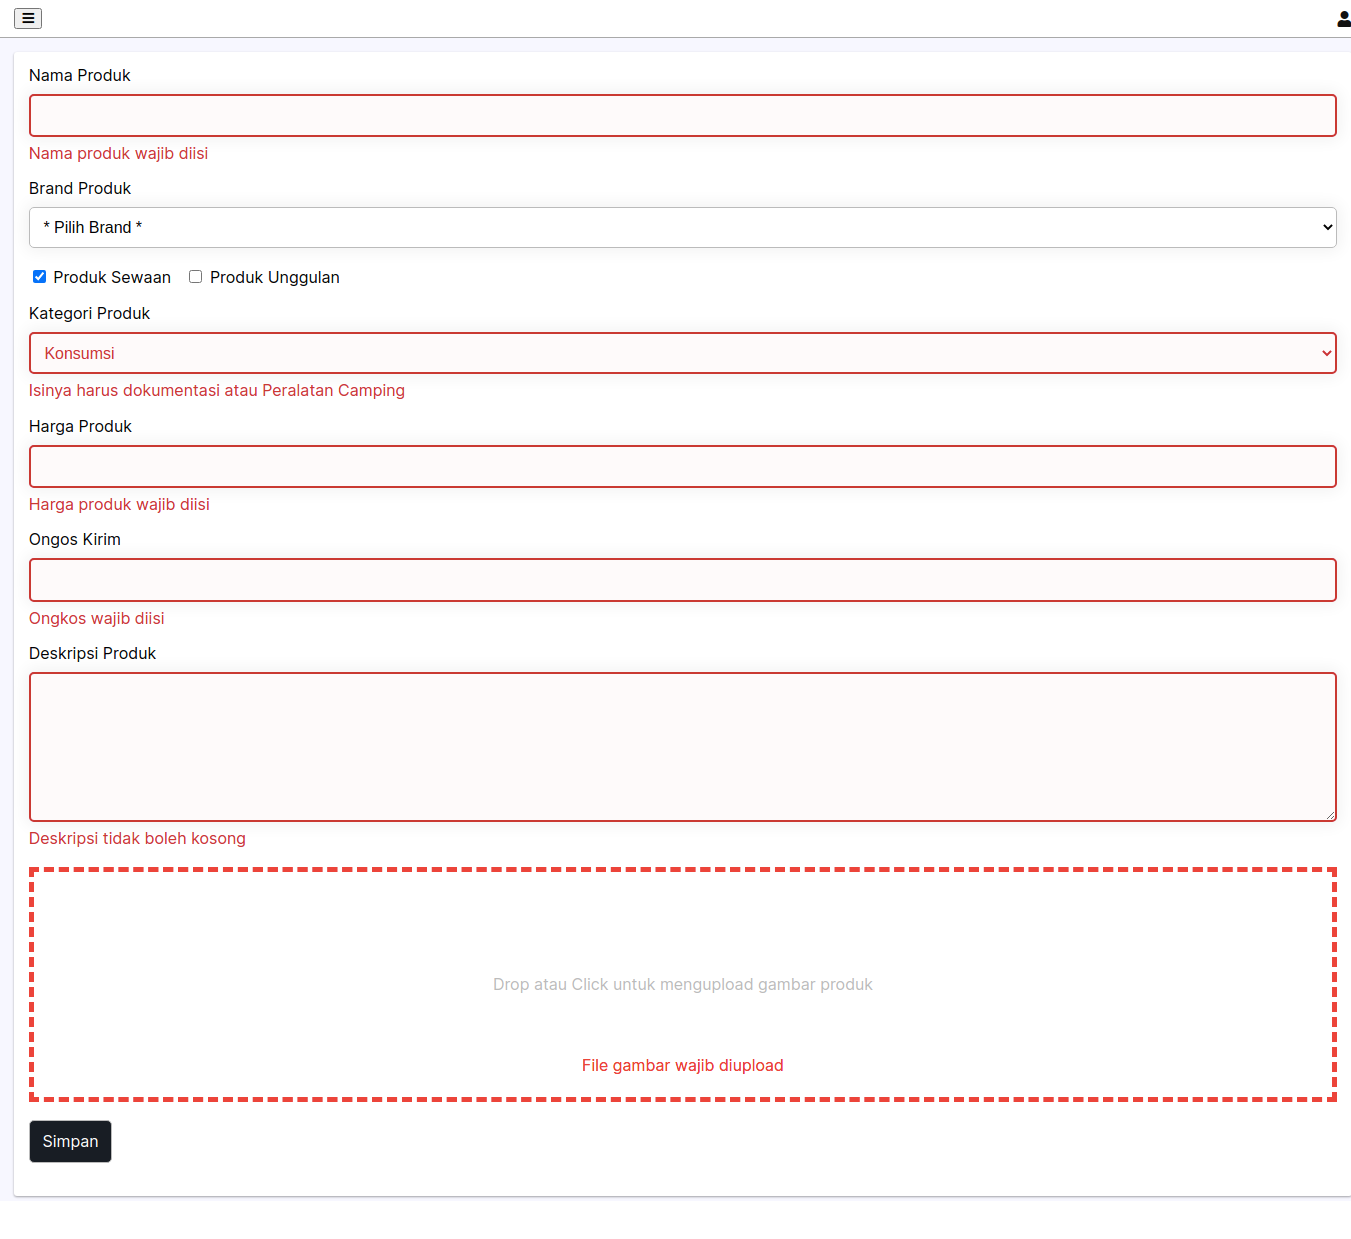 Nama Produk
Nama produk wajib diisi
Brand Produk
* Pilih Brand *
Produk Sewaan Produk Unggulan
Kategori Produk
Konsumsi
Isinya harus dokumentasi atau Peralatan Camping
Harga Produk
Harga produk wajib diisi
Ongos Kirim
Ongkos wajib diisi
Deskripsi Produk
Deskripsi tidak boleh kosong
Drop atau Click untuk mengupload gambar produk
File gambar wajib diupload
Simpan